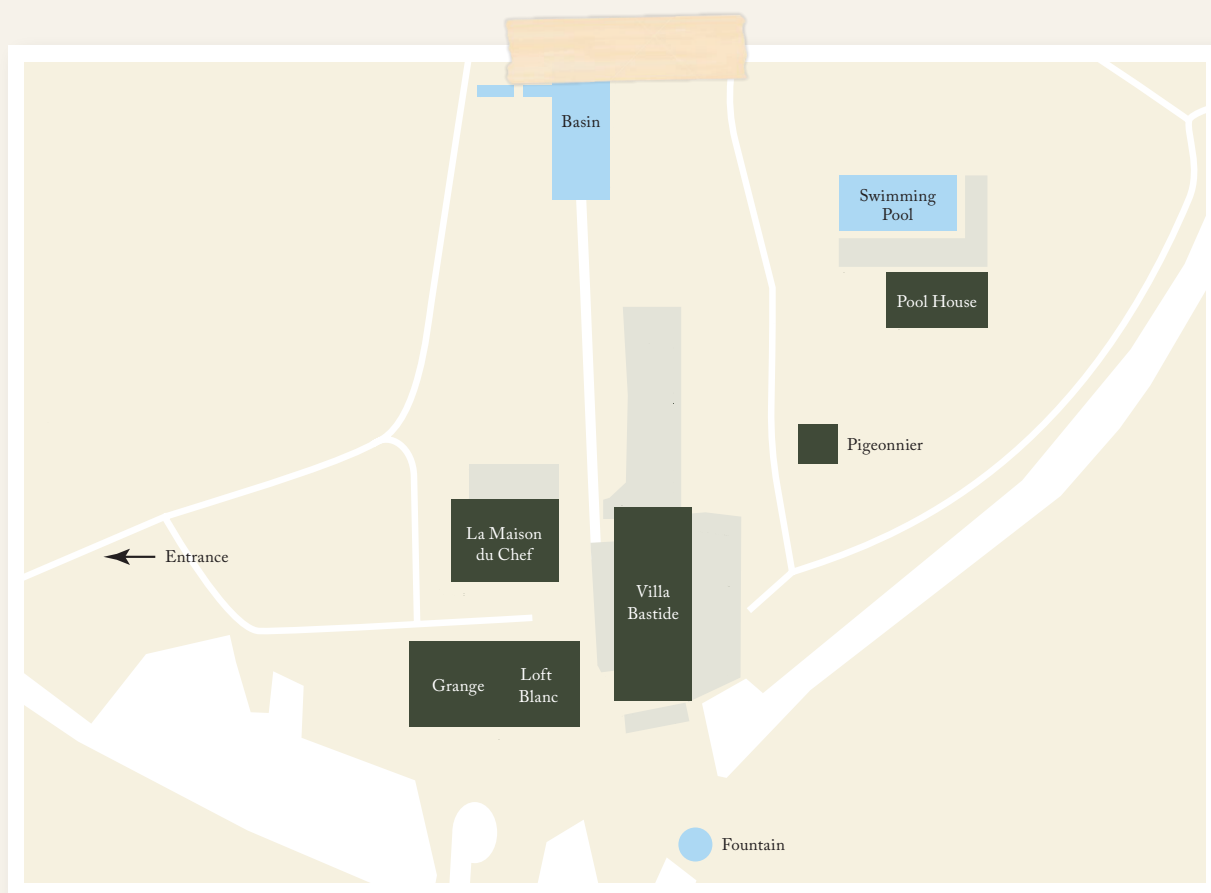 Basin
Swimming
Pool
Pool House
Pigeonnier
La Maison
du Chef
Entrance
Villa
Bastide
Grange
Loft
Blanc
Fountain